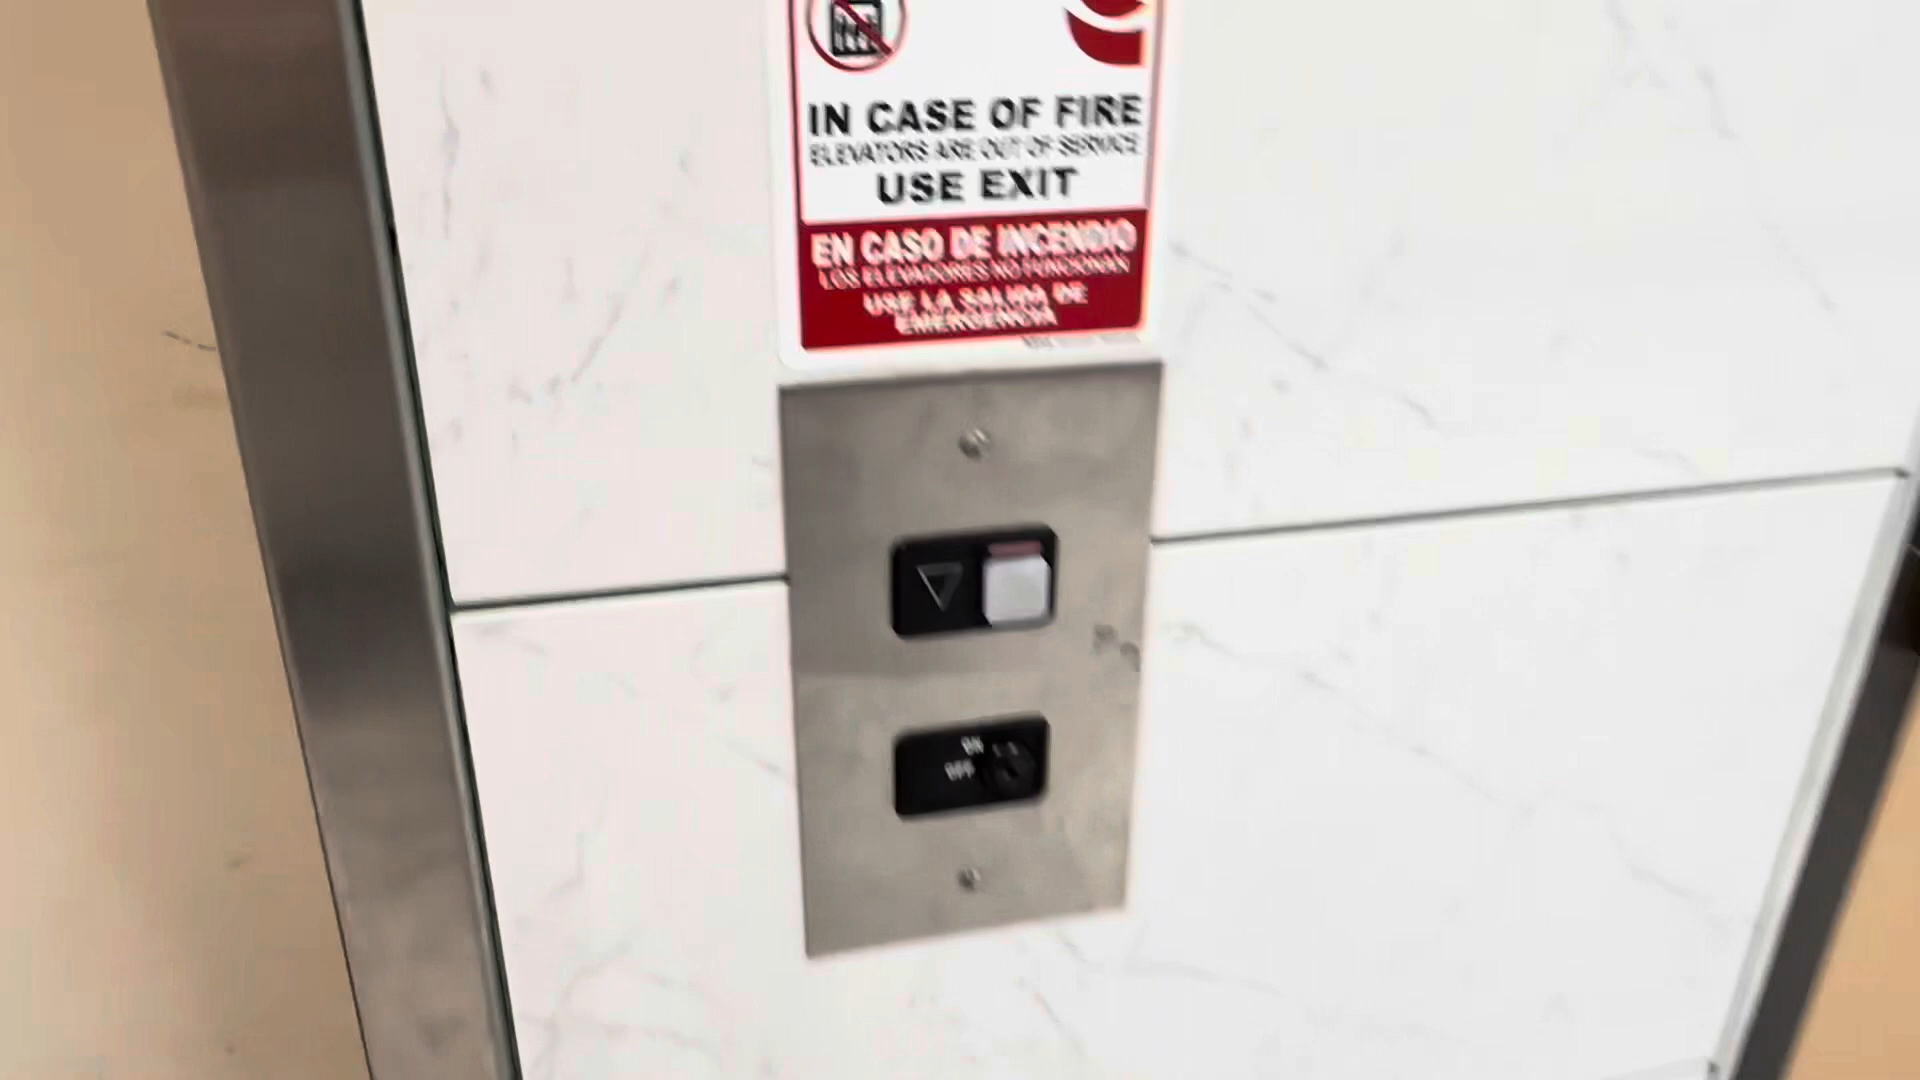 IN CASE OF FIRE
ELEVATORS ARE OUT OF SERVICE
USE EXIT
EN CASO DE INCENDIO
LOS ELEVADORES NO FUNCIONAN
USE LA SALIDA DE
EMERGENCIA
ON
OFF